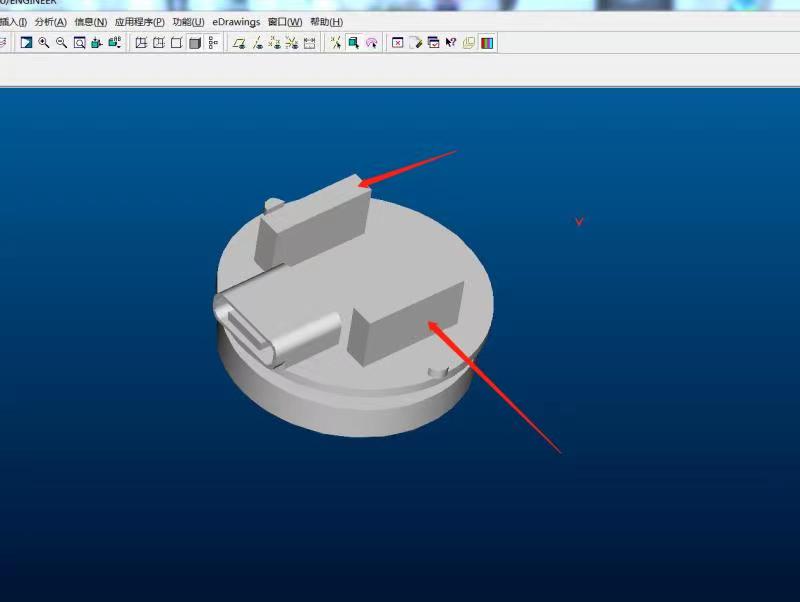 O/ENGINEER
插入(I) 分析(A) 信息(N) 应用程序(P) 功能(U) eDrawings 窗口(W) 帮助(H)
Y